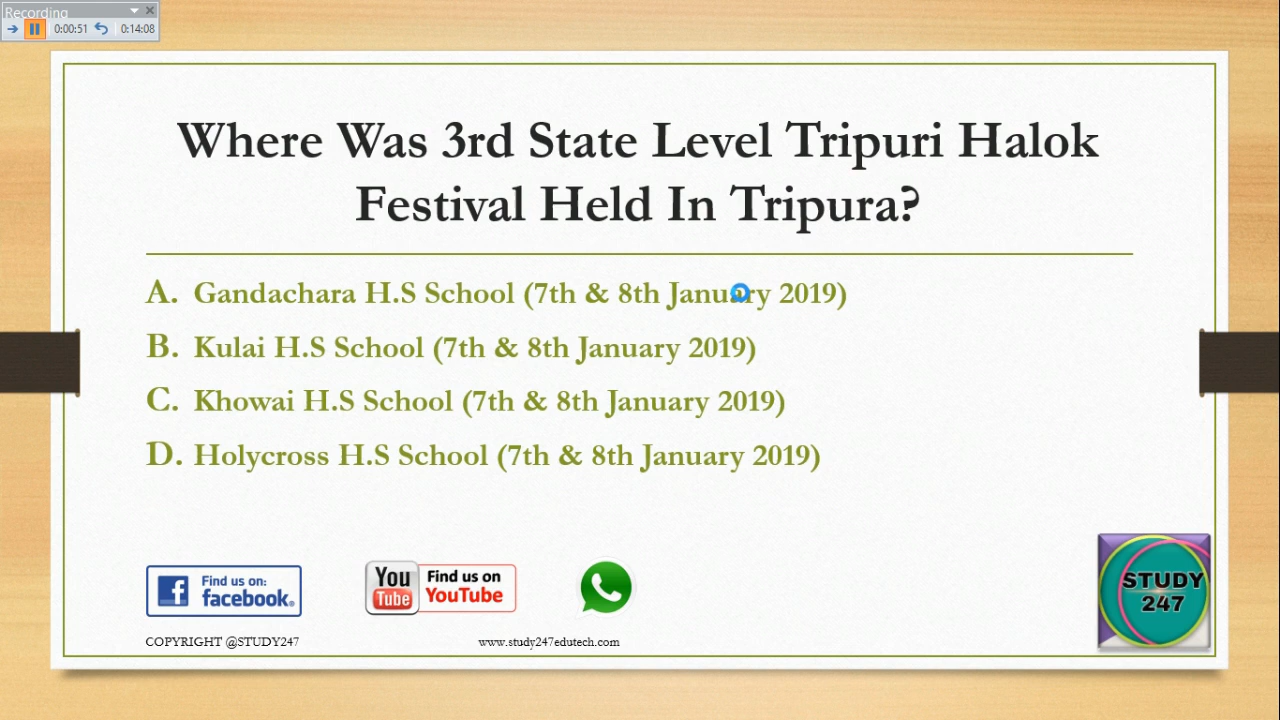 Recording
0:00:51 0:14:08
Where Was 3rd State Level Tripuri Halok
Festival Held In Tripura?
A. Gandachara H.S School (7th & 8th January 2019)
B. Kulai H.S School (7th & 8th January 2019)
C. Khowai H.S School (7th & 8th January 2019)
D. Holycross H.S School (7th & 8th January 2019)
Find us on:
facebook.
You
Tube
Find us on
YouTube
STUDY
247
COPYRIGHT @STUDY247
www.study247edutech.com